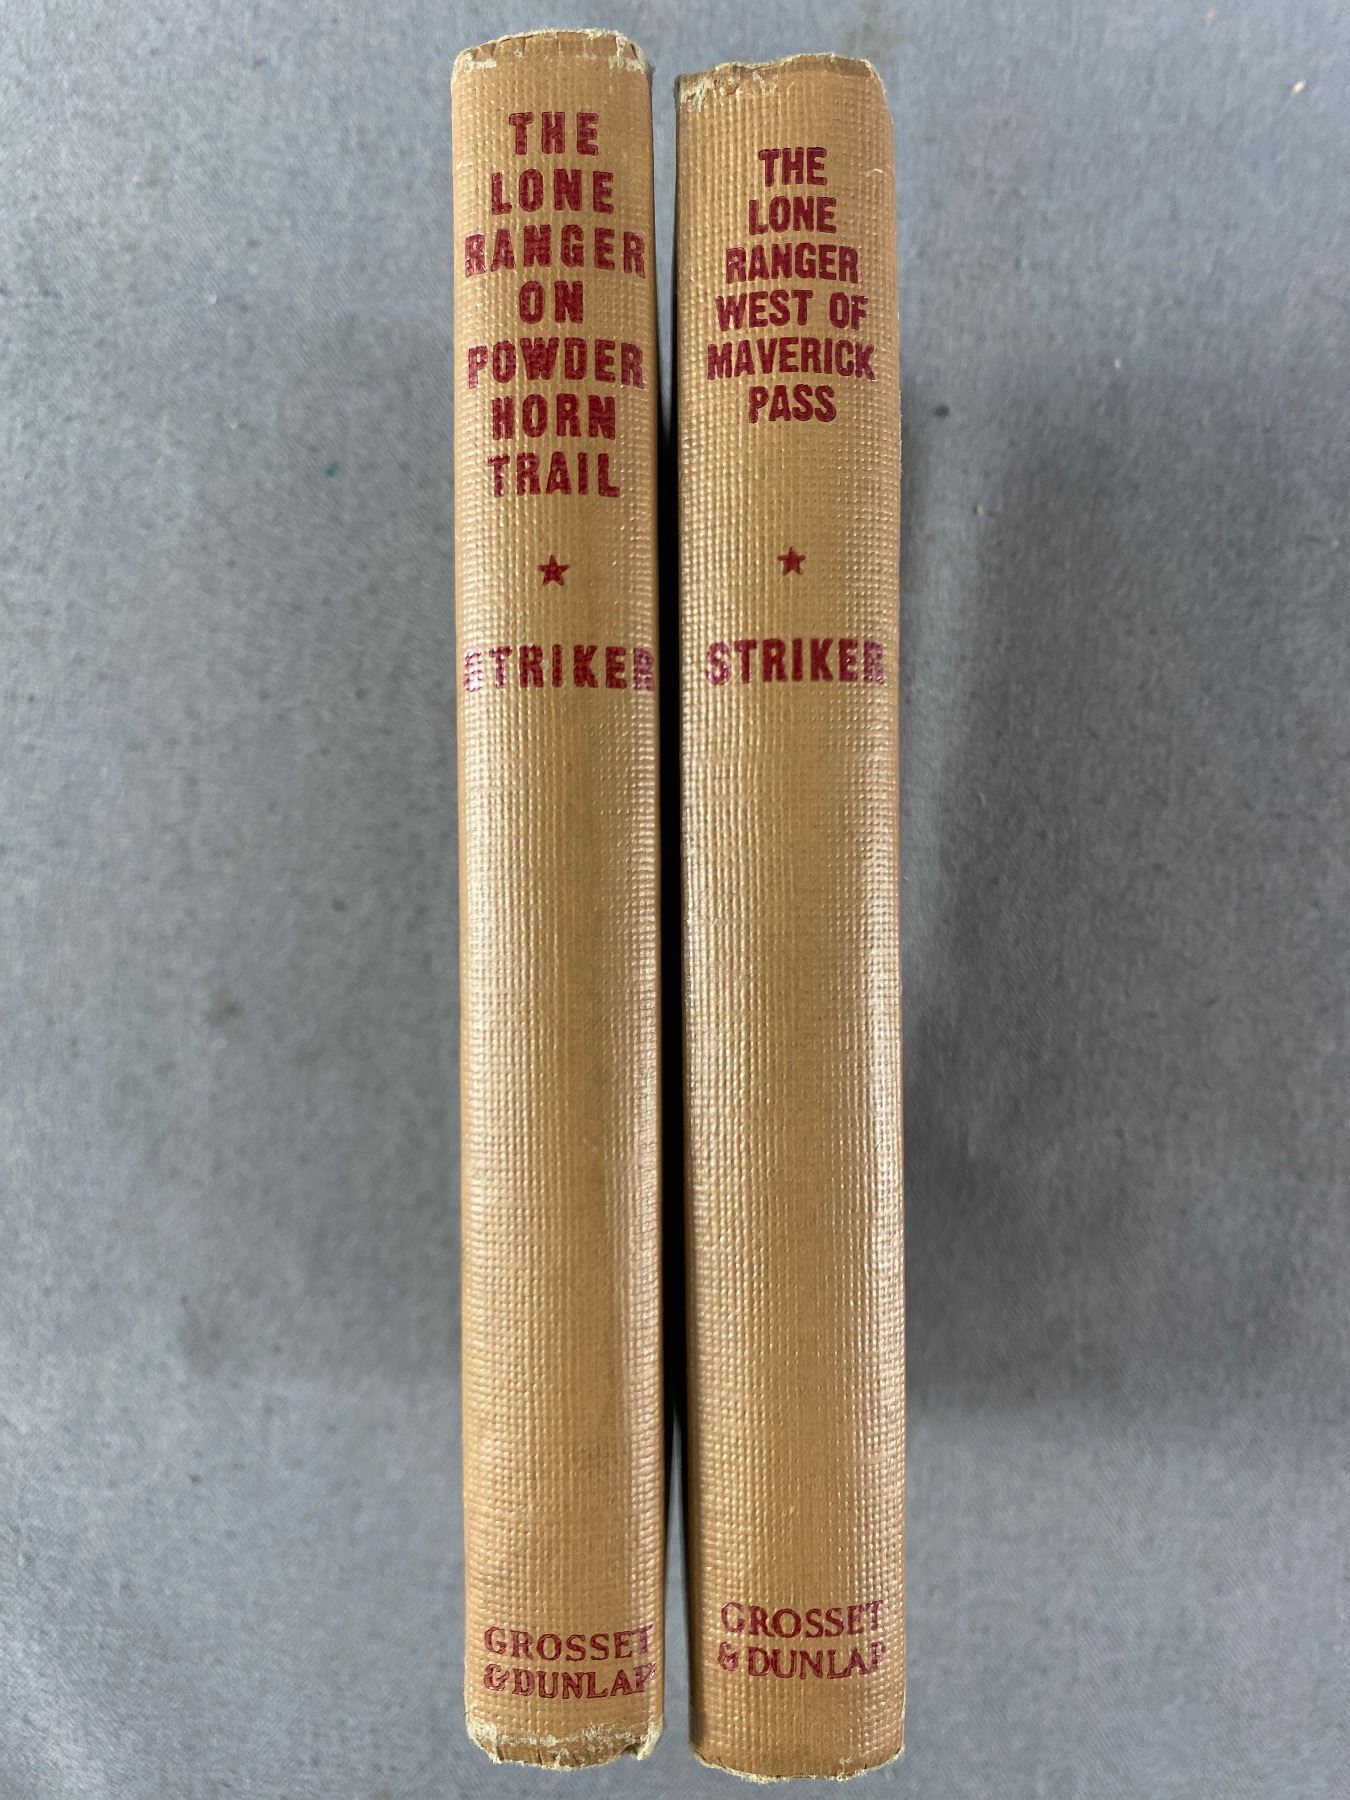 THE
LONE
RANGER
ON
POWDER
HORN
TRAIL
STRIKER
GROSSET
& DUNLAP
THE
LONE
RANGER
WEST OF
MAVERICK
PASS
STRIKER
GROSSET
& DUNLAP